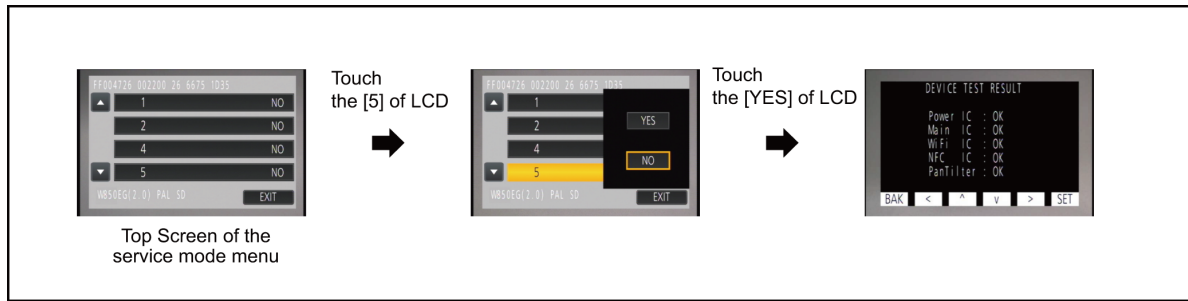 FF004726 002200 26 6675 1D35
1 NO
2 NO
4 NO
5 NO
W850EG(2.0) PAL SD EXIT
Top Screen of the
service mode menu
Touch
the [5] of LCD
FF004726 002200 26 6675 1D35
1
2
4
5
YES
NO
W850EG(2.0) PAL SD EXIT
Touch
the [YES] of LCD
DEVICE TEST RESULT
Power IC : OK
Main IC : OK
WiFi IC : OK
NFC IC : OK
PanTilter : OK
BAK < ^ v > SET